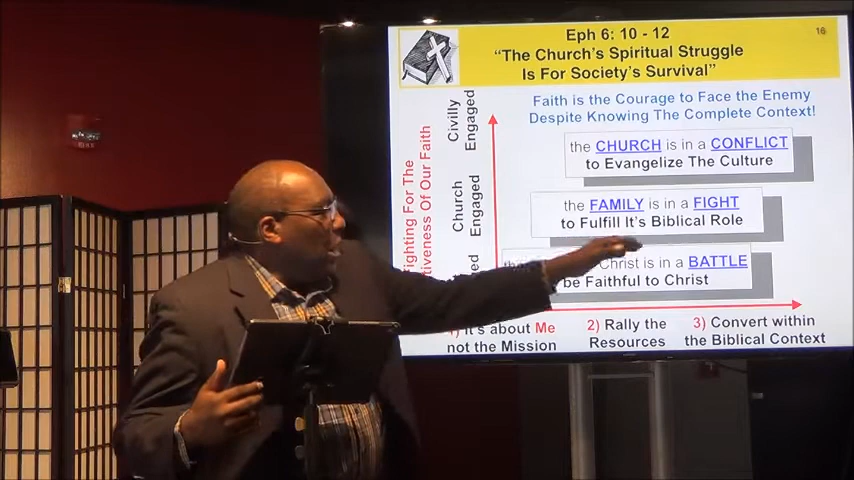 Eph 6: 10 - 12
16
"The Church's Spiritual Struggle
Is For Society's Survival"
Faith is the Courage to Face the Enemy
Despite Knowing The Complete Context!
the CHURCH is in a CONFLICT
to Evangelize The Culture
the FAMILY is in a FIGHT
to Fulfill It's Biblical Role
Christ is in a BATTLE
be Faithful to Christ
Fighting For The
Of Our Faith
Civilly
Engaged
Church
Engaged
1) It's about Me
not the Mission
2) Rally the
Resources
3) Convert within
the Biblical Context